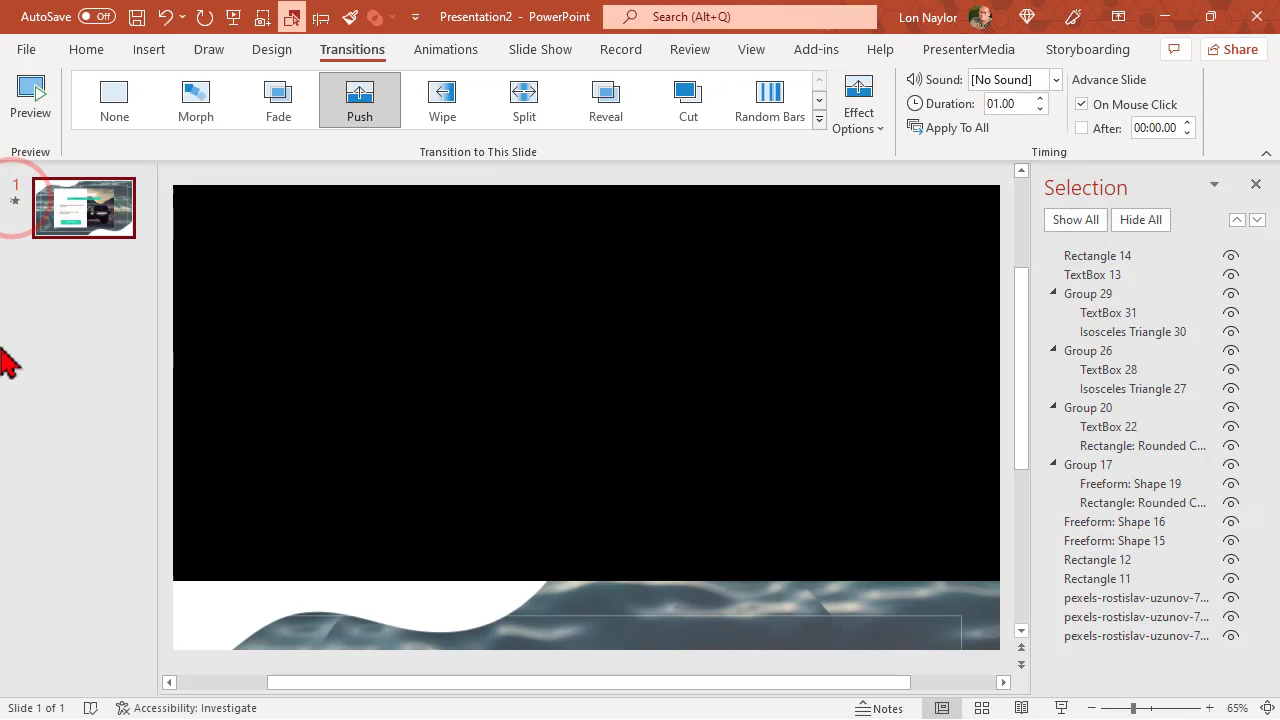 AutoSave Off Presentation2 - PowerPoint Search (Alt+Q) Lon Naylor
File Home Insert Draw Design Transitions Animations Slide Show Record Review View Add-ins Help PresenterMedia Storyboarding Share
Preview
None Morph Fade Push Wipe Split Reveal Cut Random Bars
Effect
Options
Sound: [No Sound]
Duration: 01.00
Apply To All
Advance Slide
On Mouse Click
After: 00:00.00
Preview
Transition to This Slide
Timing
1
Selection
Show All Hide All
Rectangle 14
TextBox 13
Group 29
TextBox 31
Isosceles Triangle 30
Group 26
TextBox 28
Isosceles Triangle 27
Group 20
TextBox 22
Rectangle: Rounded C...
Group 17
Freeform: Shape 19
Rectangle: Rounded C...
Freeform: Shape 16
Freeform: Shape 15
Rectangle 12
Rectangle 11
pexels-rostislav-uzunov-7...
pexels-rostislav-uzunov-7...
pexels-rostislav-uzunov-7...
Slide 1 of 1 Accessibility: Investigate Notes 65%